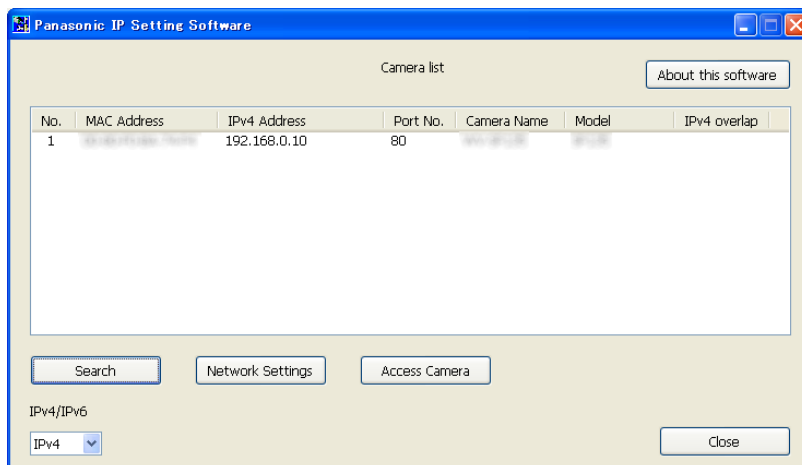 Panasonic IP Setting Software
Camera list
About this software
No. MAC Address IPv4 Address Port No. Camera Name Model IPv4 overlap
1 192.168.0.10 80
Search Network Settings Access Camera
IPv4/IPv6
IPv4
Close